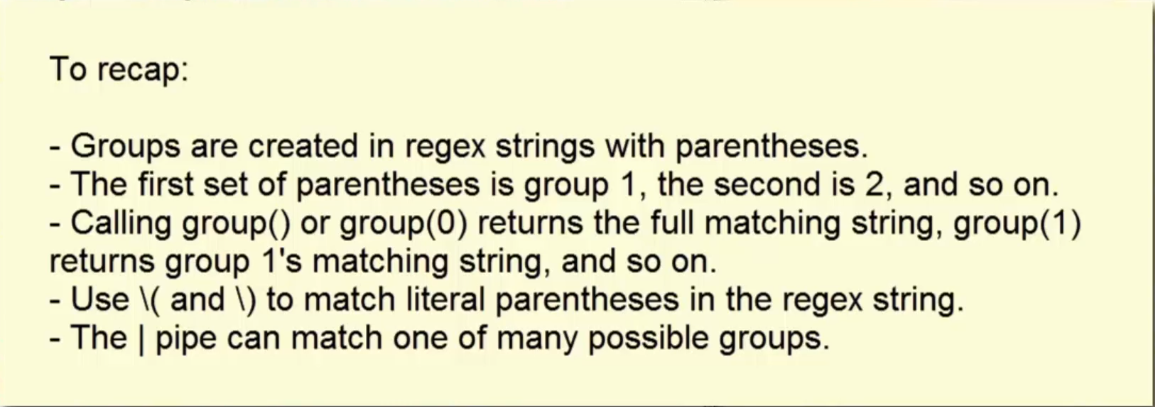 To recap:
- Groups are created in regex strings with parentheses.
- The first set of parentheses is group 1, the second is 2, and so on.
- Calling group() or group(0) returns the full matching string, group(1)
returns group 1's matching string, and so on.
- Use \( and \) to match literal parentheses in the regex string.
- The | pipe can match one of many possible groups.